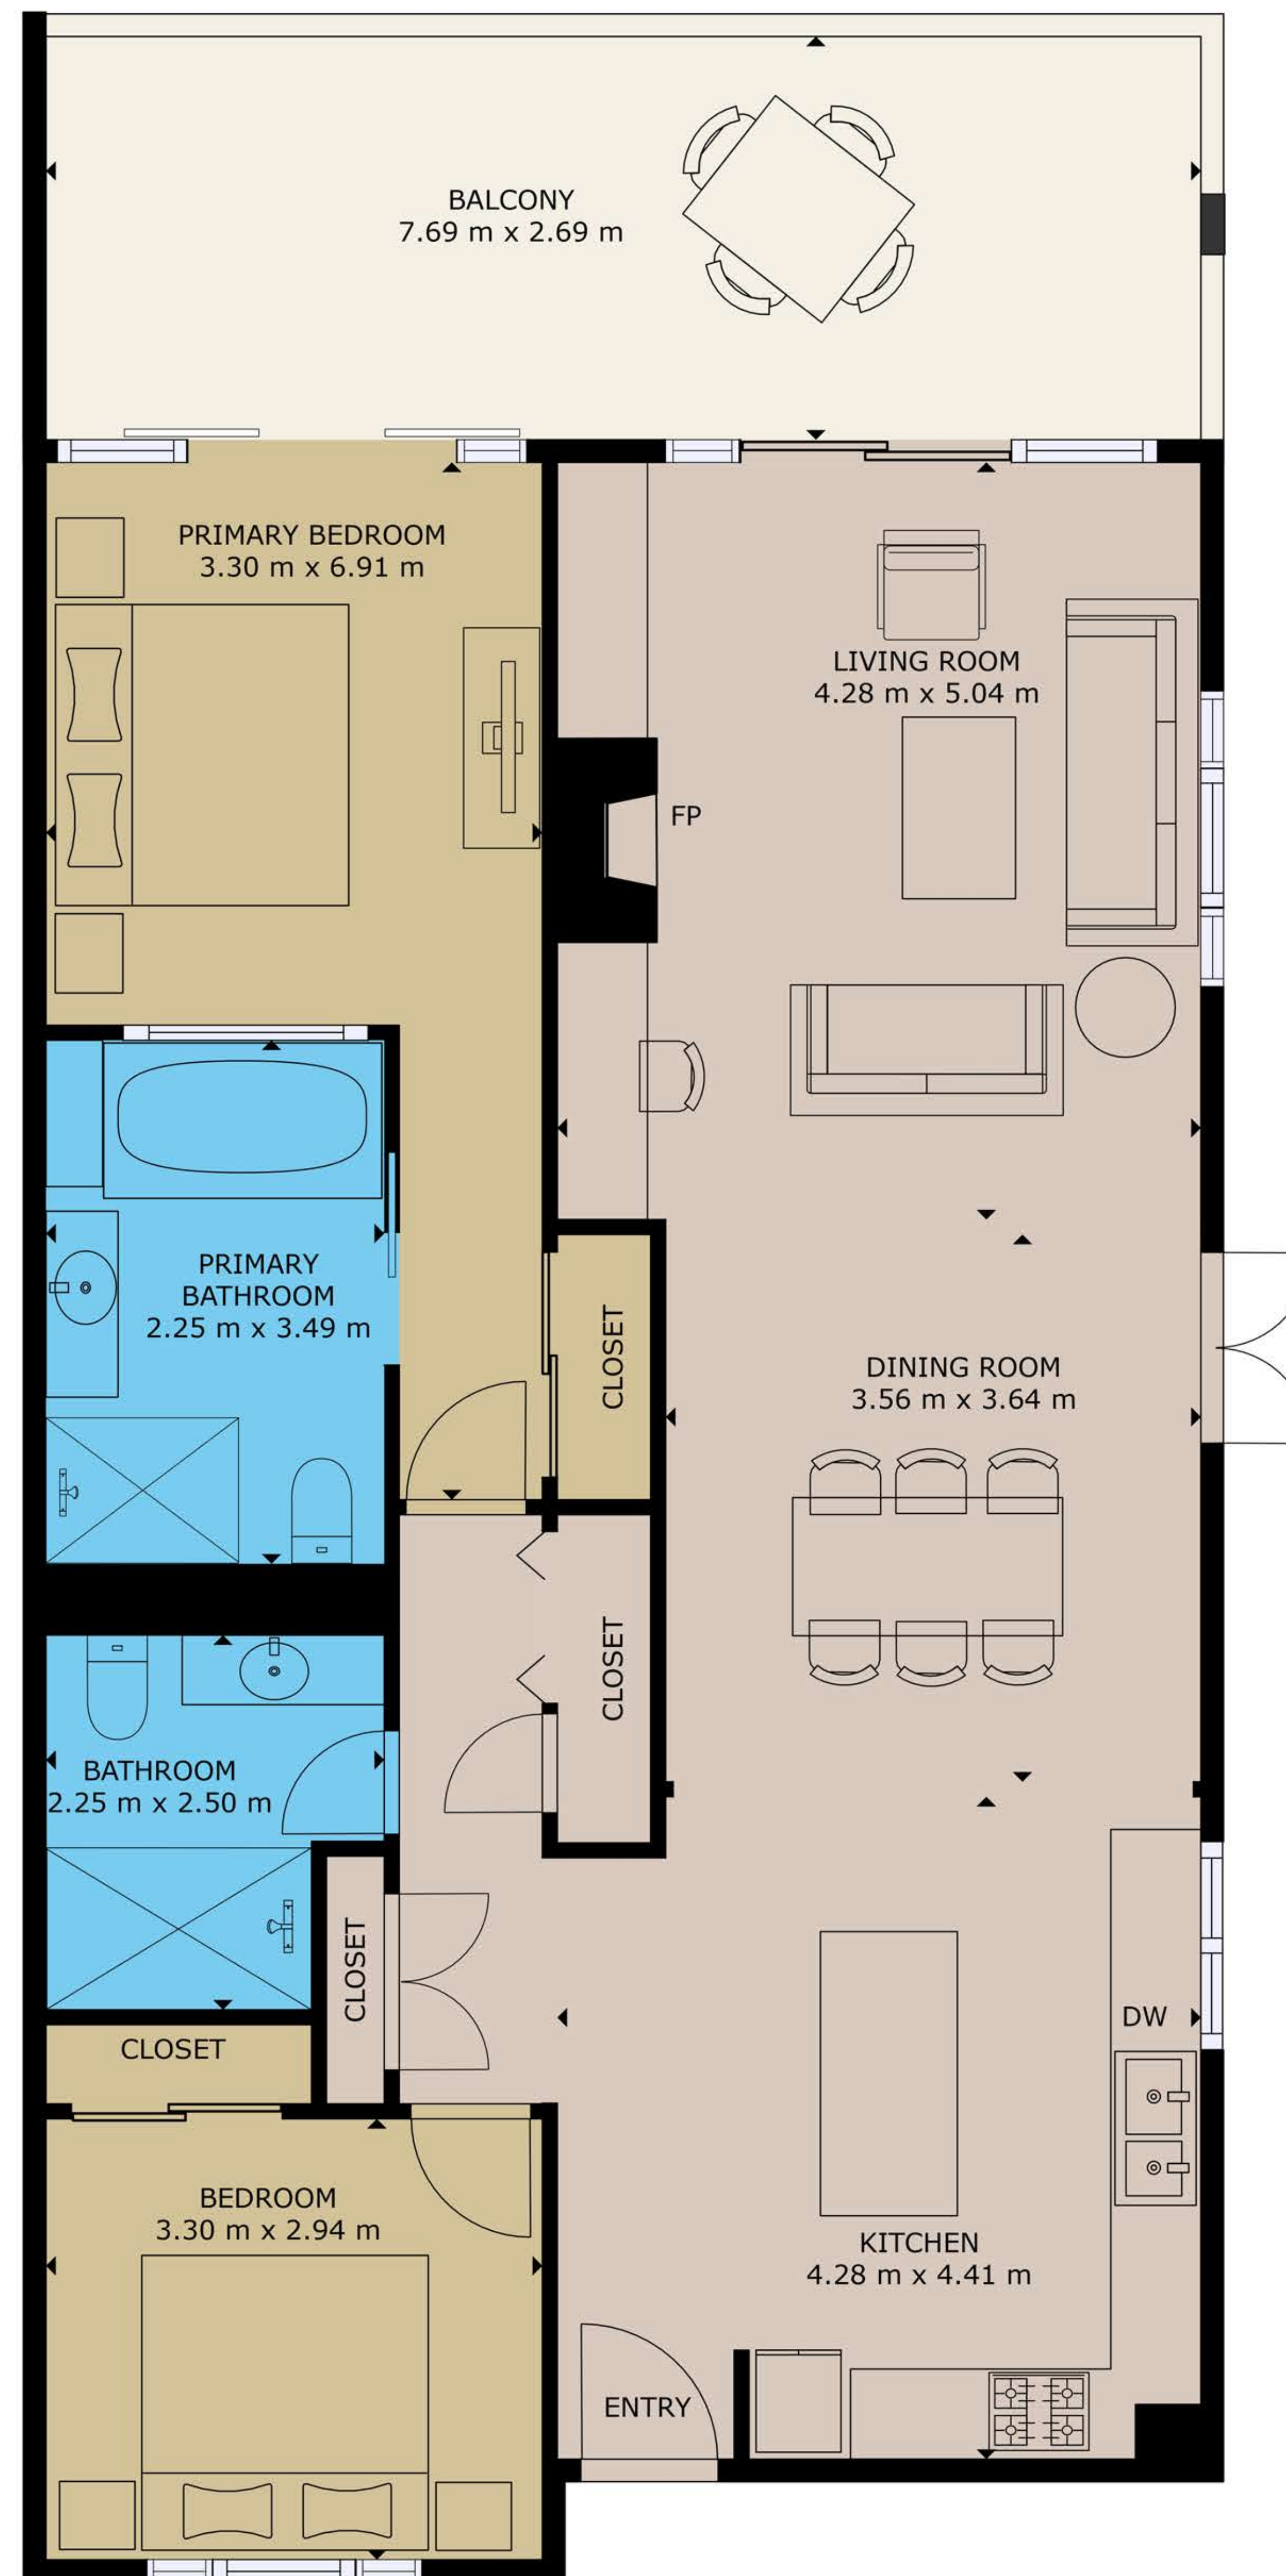 BALCONY
7.69 m x 2.69 m
PRIMARY BEDROOM
3.30 m x 6.91 m
LIVING ROOM
4.28 m x 5.04 m
FP
PRIMARY
BATHROOM
2.25 m x 3.49 m
CLOSET
DINING ROOM
3.56 m x 3.64 m
CLOSET
BATHROOM
2.25 m x 2.50 m
CLOSET
DW
CLOSET
BEDROOM
3.30 m x 2.94 m
KITCHEN
4.28 m x 4.41 m
ENTRY